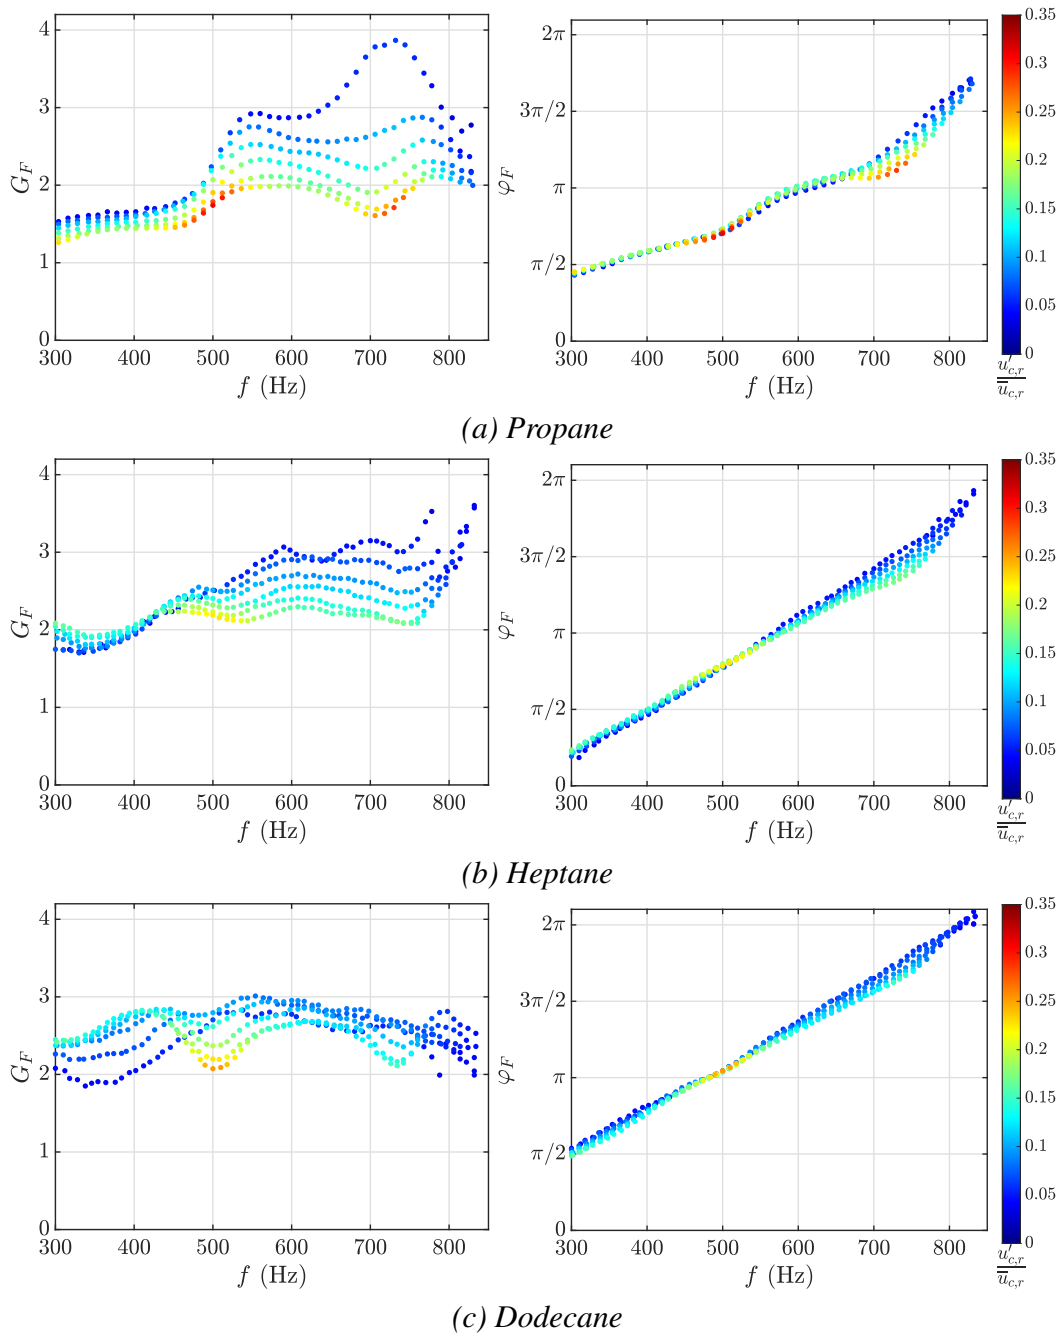 4
3
2
1
0
G_F
300 400 500 600 700 800
f (Hz)
2π
3π/2
π
π/2
0
φ_F
300 400 500 600 700 800
f (Hz)
0.35
0.3
0.25
0.2
0.15
0.1
0.05
0
u′_{c,r}
u̅_{c,r}
(a) Propane
4
3
2
1
0
G_F
300 400 500 600 700 800
f (Hz)
2π
3π/2
π
π/2
0
φ_F
300 400 500 600 700 800
f (Hz)
0.35
0.3
0.25
0.2
0.15
0.1
0.05
0
u′_{c,r}
u̅_{c,r}
(b) Heptane
4
3
2
1
0
G_F
300 400 500 600 700 800
f (Hz)
2π
3π/2
π
π/2
0
φ_F
300 400 500 600 700 800
f (Hz)
0.35
0.3
0.25
0.2
0.15
0.1
0.05
0
u′_{c,r}
u̅_{c,r}
(c) Dodecane